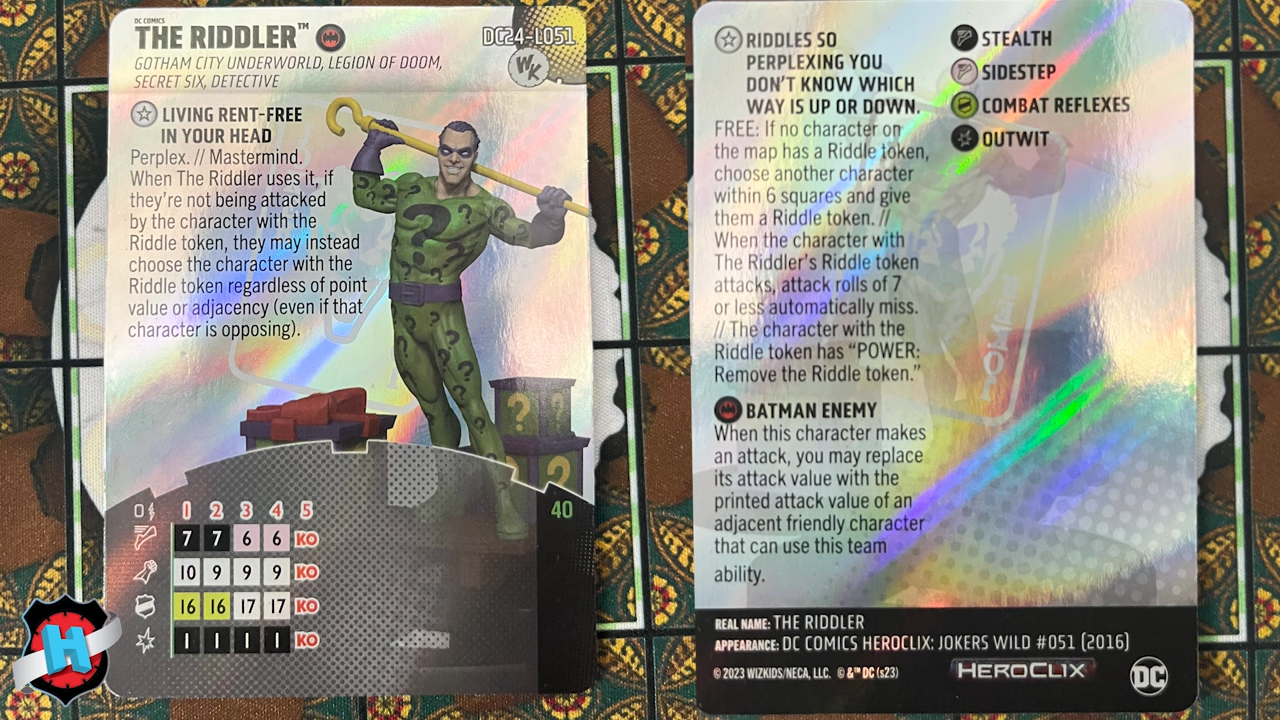 DC COMICS
THE RIDDLER™
DC24-L051
WK
GOTHAM CITY UNDERWORLD, LEGION OF DOOM,
SECRET SIX, DETECTIVE
LIVING RENT-FREE
IN YOUR HEAD
Perplex. // Mastermind.
When The Riddler uses it, if
they're not being attacked
by the character with the
Riddle token, they may instead
choose the character with the
Riddle token regardless of point
value or adjacency (even if that
character is opposing).
40
1 2 3 4 5
7 7 6 6 KO
10 9 9 9 KO
16 16 17 17 KO
1 1 1 1 KO
H
RIDDLES SO
PERPLEXING YOU
DON'T KNOW WHICH
WAY IS UP OR DOWN.
FREE: If no character on
the map has a Riddle token,
choose another character
within 6 squares and give
them a Riddle token. //
When the character with
The Riddler's Riddle token
attacks, attack rolls of 7
or less automatically miss.
// The character with the
Riddle token has "POWER:
Remove the Riddle token."
BATMAN ENEMY
When this character makes
an attack, you may replace
its attack value with the
printed attack value of an
adjacent friendly character
that can use this team
ability.
STEALTH
SIDESTEP
COMBAT REFLEXES
OUTWIT
REAL NAME: THE RIDDLER
APPEARANCE: DC COMICS HEROCLIX: JOKERS WILD #051 (2016)
© 2023 WIZKIDS/NECA, LLC. © &™ DC (s23)
HEROCLIX
DC